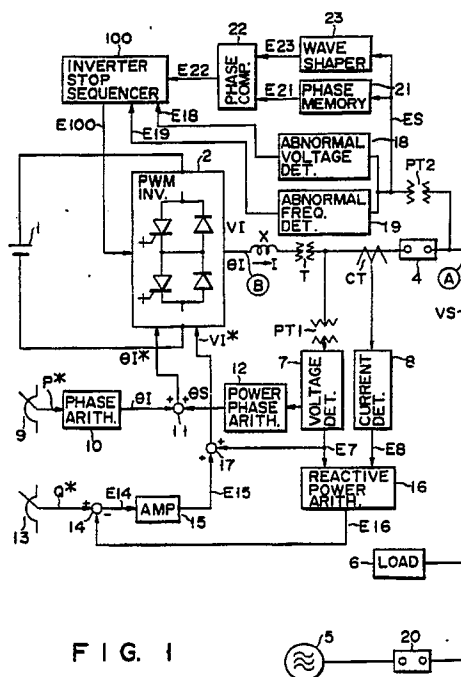 100
INVERTER
STOP
SEQUENCER
22
PHASE
COMP.
23
WAVE
SHAPER
E23
E22
E21
PHASE
MEMORY
21
ES
E100
E18
E19
18
ABNORMAL
VOLTAGE
DET.
PT2
2
PWM
INV.
ABNORMAL
FREQ.
DET.
19
1
VI
X
θI
I
B
T
CT
4
A
VS
VI*
θI*
PT1
P*
9
PHASE
ARITH.
10
θI
11
θS
12
POWER
PHASE
ARITH.
7
VOLTAGE
DET.
8
CURRENT
DET.
17
E7
E8
Q*
13
14
E14
AMP
15
E15
REACTIVE
POWER
ARITH.
16
E16
6
LOAD
5
20
FIG. 1